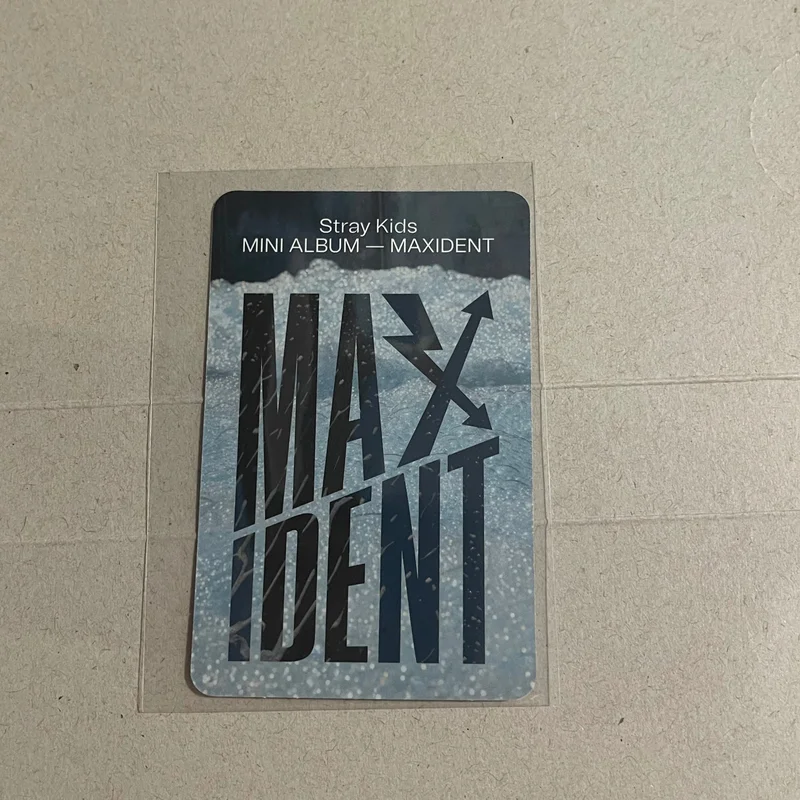 Stray Kids
MINI ALBUM — MAXIDENT
MAX
IDENT